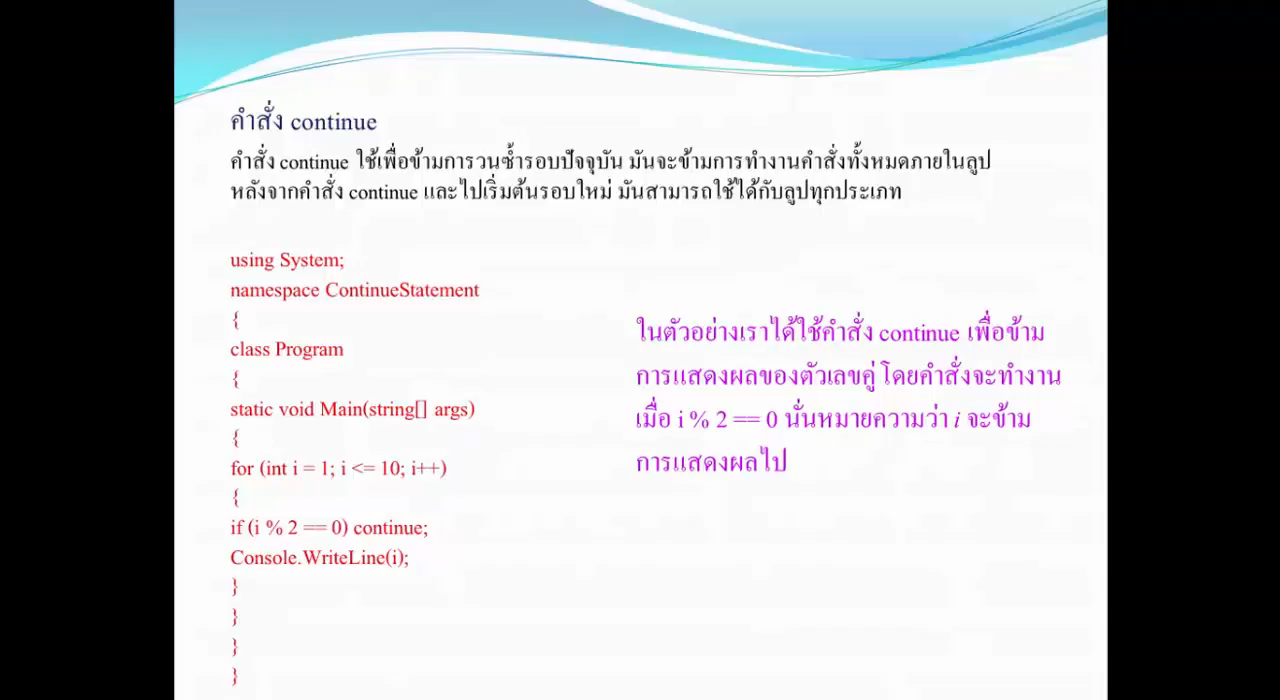 คำสั่ง continue
คำสั่ง continue ใช้เพื่อข้ามการวนซ้ำรอบปัจจุบัน มันจะข้ามการทำงานคำสั่งทั้งหมดภายในลูป
หลังจากคำสั่ง continue และไปเริ่มต้นรอบใหม่ มันสามารถใช้ได้กับลูปทุกประเภท
using System;
namespace ContinueStatement
{
class Program
{
static void Main(string[] args)
{
for (int i = 1; i <= 10; i++)
{
if (i % 2 == 0) continue;
Console.WriteLine(i);
}
}
}
}
ในตัวอย่างเราได้ใช้คำสั่ง continue เพื่อข้าม
การแสดงผลของตัวเลขคู่ โดยคำสั่งจะทำงาน
เมื่อ i % 2 == 0 นั่นหมายความว่า i จะข้าม
การแสดงผลไป